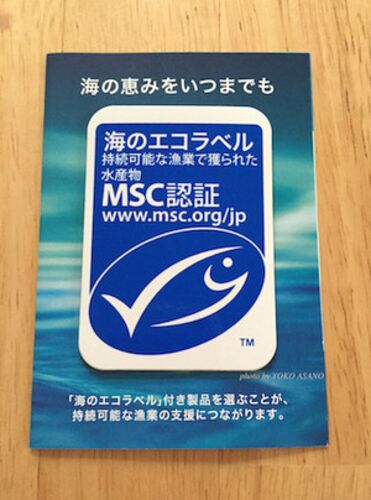 海の恵みをいつまでも
海のエコラベル
持続可能な漁業で獲られた
水産物
MSC認証
www.msc.org/jp
TM
photo by YOKO ASANO
「海のエコラベル」付き製品を選ぶことが、
持続可能な漁業の支援につながります。